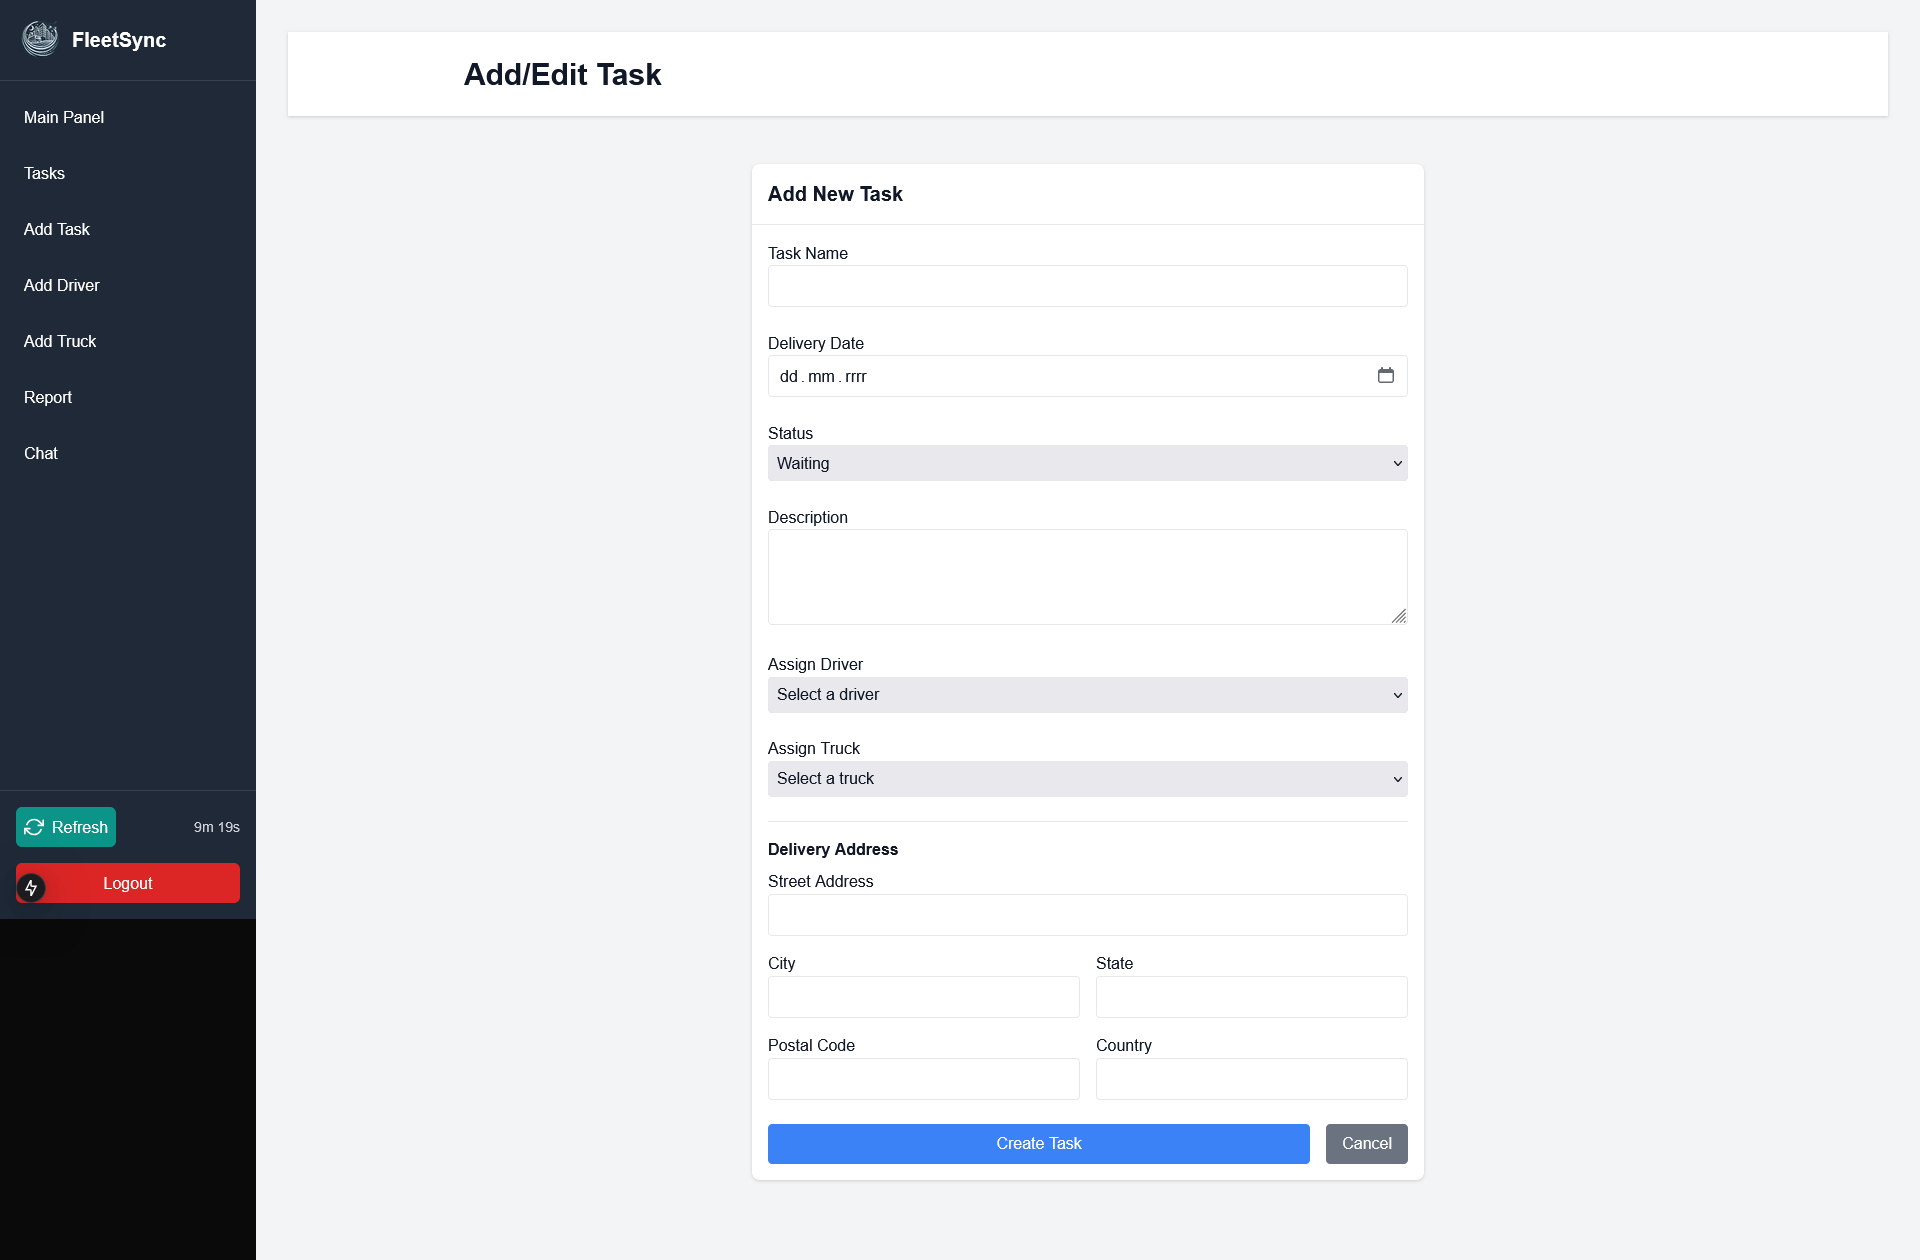 FleetSync
Main Panel
Tasks
Add Task
Add Driver
Add Truck
Report
Chat
Refresh
9m 19s
Logout
Add/Edit Task
Add New Task
Task Name
Delivery Date
dd.mm.rrrr
Status
Waiting
Description
Assign Driver
Select a driver
Assign Truck
Select a truck
Delivery Address
Street Address
City
State
Postal Code
Country
Create Task
Cancel